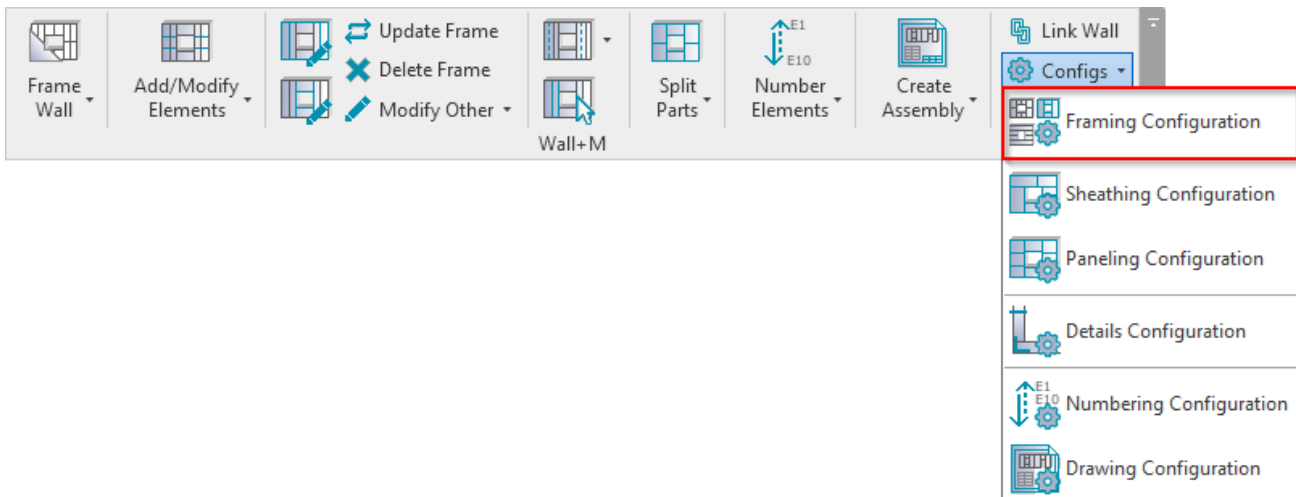 Frame
Wall
Add/Modify
Elements
Update Frame
Delete Frame
Modify Other
Split
Parts
E1
E10
Number
Elements
Create
Assembly
Link Wall
Configs
Wall+M
Framing Configuration
Sheathing Configuration
Paneling Configuration
Details Configuration
E1
E10
Numbering Configuration
Drawing Configuration